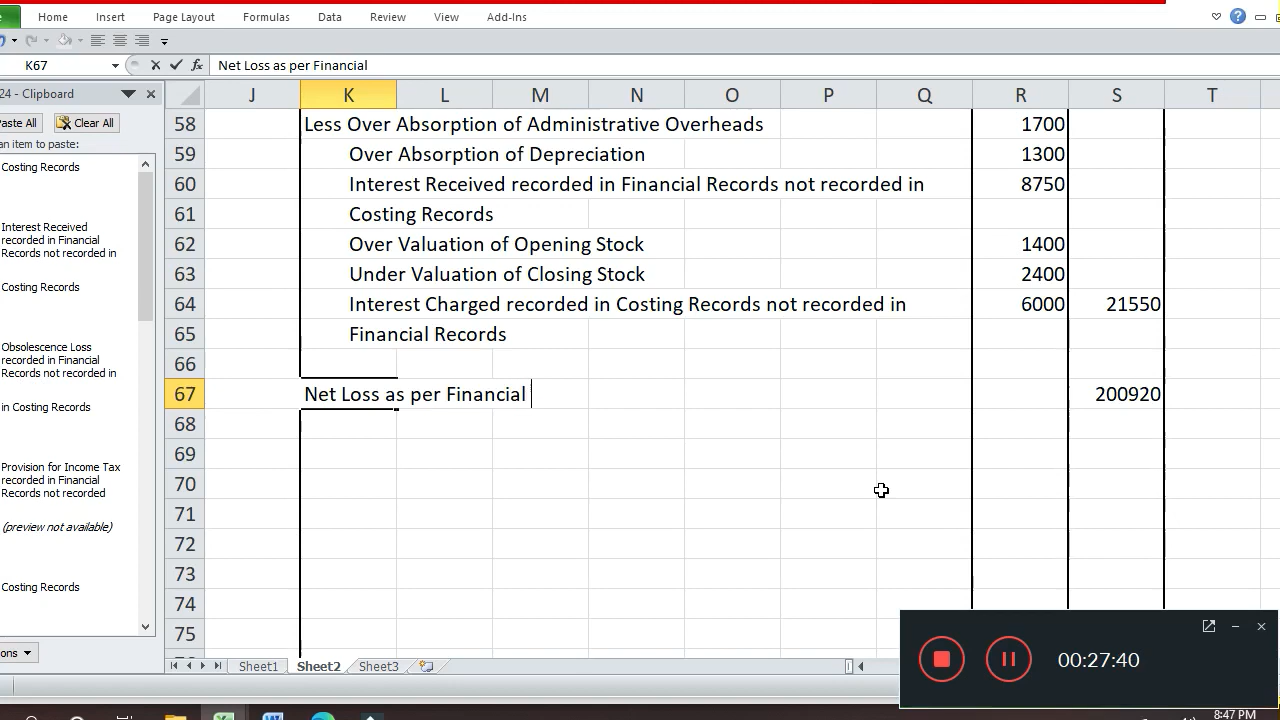 Home Insert Page Layout Formulas Data Review View Add-Ins
K67 fx Net Loss as per Financial
24 - Clipboard
Paste All Clear All
an item to paste:
Costing Records
Interest Received
recorded in Financial
Records not recorded in
Costing Records
Obsolescence Loss
recorded in Financial
Records not recorded in
in Costing Records
Provision for Income Tax
recorded in Financial
Records not recorded
(preview not available)
Costing Records
ons
J K L M N O P Q R S T
58 Less Over Absorption of Administrative Overheads 1700
59 Over Absorption of Depreciation 1300
60 Interest Received recorded in Financial Records not recorded in 8750
61 Costing Records
62 Over Valuation of Opening Stock 1400
63 Under Valuation of Closing Stock 2400
64 Interest Charged recorded in Costing Records not recorded in 6000 21550
65 Financial Records
66
67 Net Loss as per Financial 200920
68
69
70
71
72
73
74
75
Sheet1 Sheet2 Sheet3
00:27:40
8:47 PM